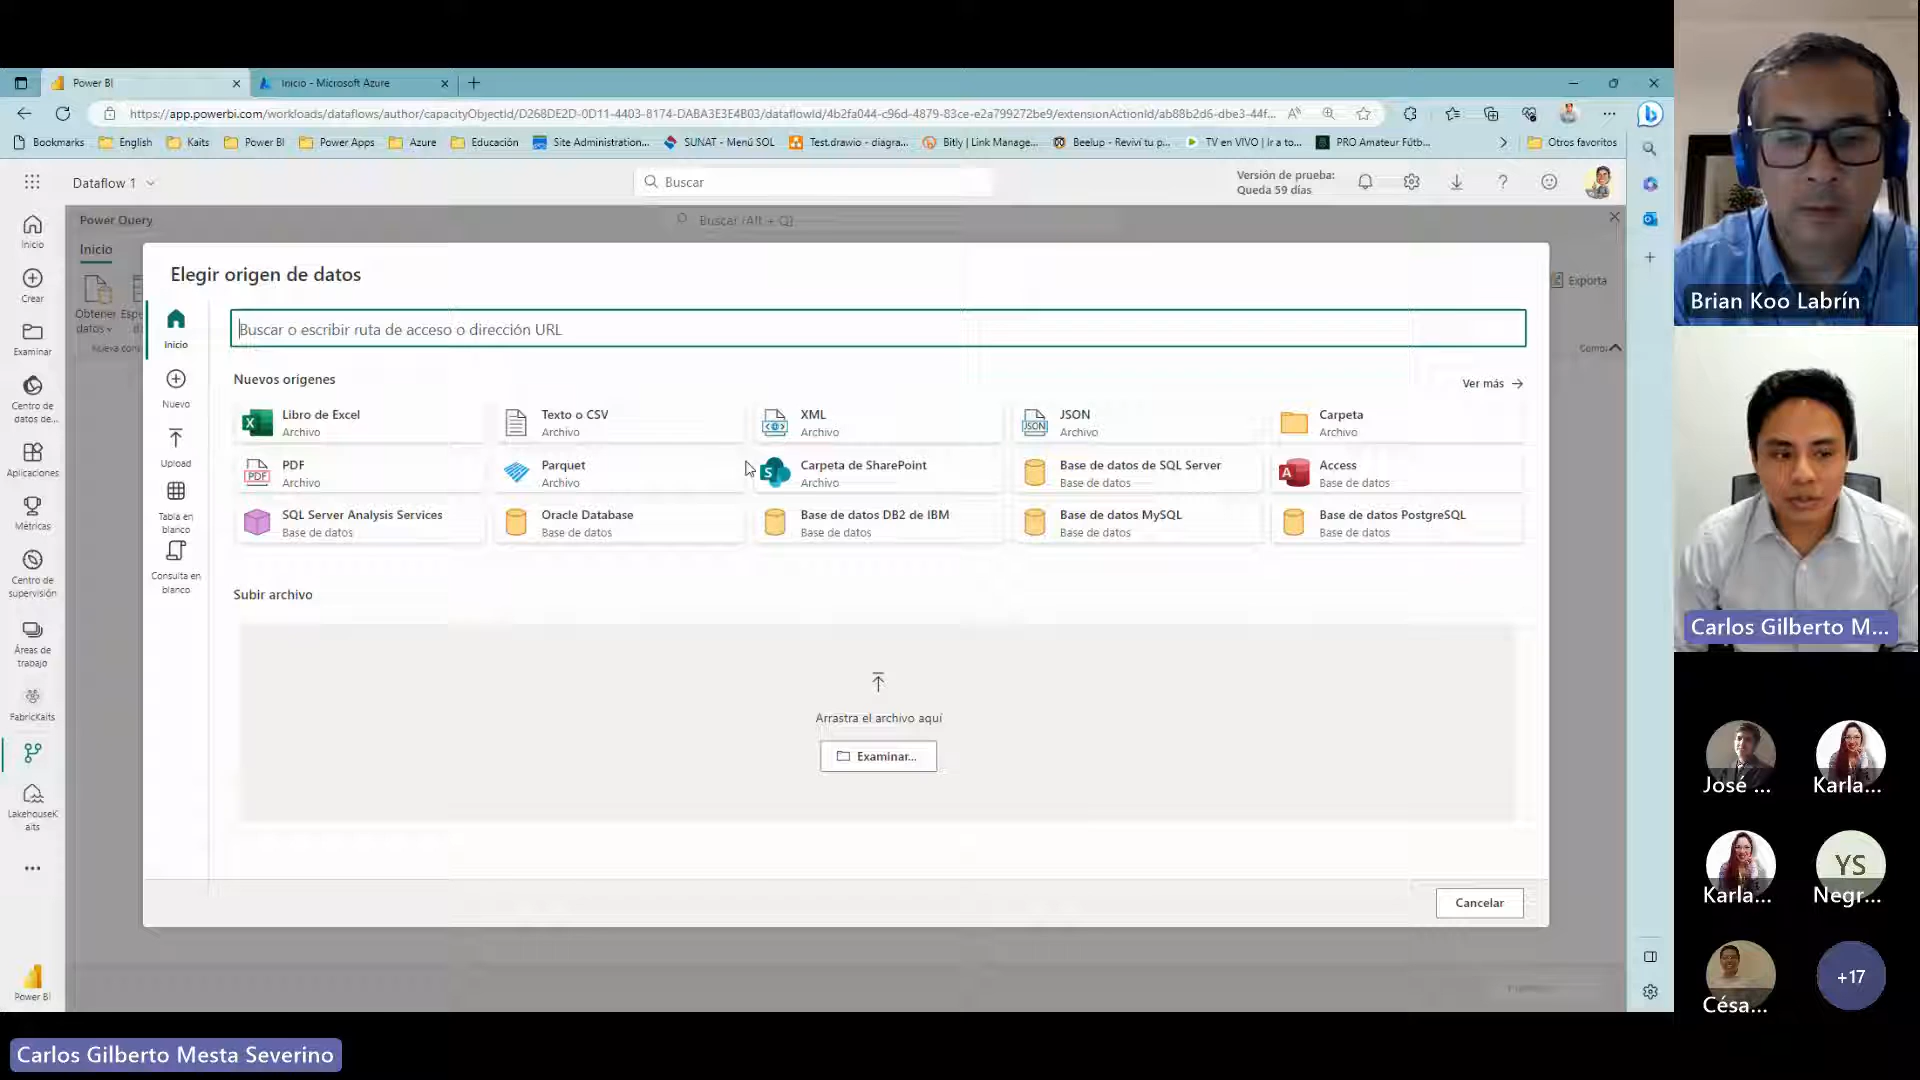 Power BI
Inicio - Microsoft Azure
https://app.powerbi.com/workloads/dataflows/author/capacityObjectId/D268DE2D-0D11-4403-8174-DABA3E3E4B03/dataflowId/4b2fa044-c96d-4879-83ce-e2a799272be9/extensionActionId/ab88b2d6-dbe3-44f...
Bookmarks
English
Kaits
Power BI
Power Apps
Azure
Educación
Site Administration...
SUNAT - Menú SOL
Test.drawio - diagra...
Bitly | Link Manage...
Beelup - Reviví tu p...
TV en VIVO | Ir a to...
PRO Amateur Fútb...
Otros favoritos
Dataflow 1
Buscar
Versión de prueba:
Queda 59 días
Power Query
Buscar (Alt + Q)
Inicio
Obtener
datos
Espe
Nueva cons
Exporta
Combi
Inicio
Crear
Examinar
Centro de
datos de...
Aplicaciones
Métricas
Centro de
supervisión
Áreas de
trabajo
FabricKaits
LakehouseK
aits
Power BI
Elegir origen de datos
Inicio
Nuevo
Upload
Tabla en
blanco
Consulta en
blanco
Buscar o escribir ruta de acceso o dirección URL
Nuevos orígenes
Ver más
Libro de Excel
Archivo
Texto o CSV
Archivo
XML
Archivo
JSON
JSON
Archivo
Carpeta
Archivo
PDF
PDF
Archivo
Parquet
Archivo
S
Carpeta de SharePoint
Archivo
Base de datos de SQL Server
Base de datos
A
Access
Base de datos
SQL Server Analysis Services
Base de datos
Oracle Database
Base de datos
Base de datos DB2 de IBM
Base de datos
Base de datos MySQL
Base de datos
Base de datos PostgreSQL
Base de datos
Subir archivo
Arrastra el archivo aquí
Examinar...
Cancelar
Brian Koo Labrín
Carlos Gilberto M...
José ...
Karla...
Karla...
YS
Negr...
Césa...
+17
Carlos Gilberto Mesta Severino